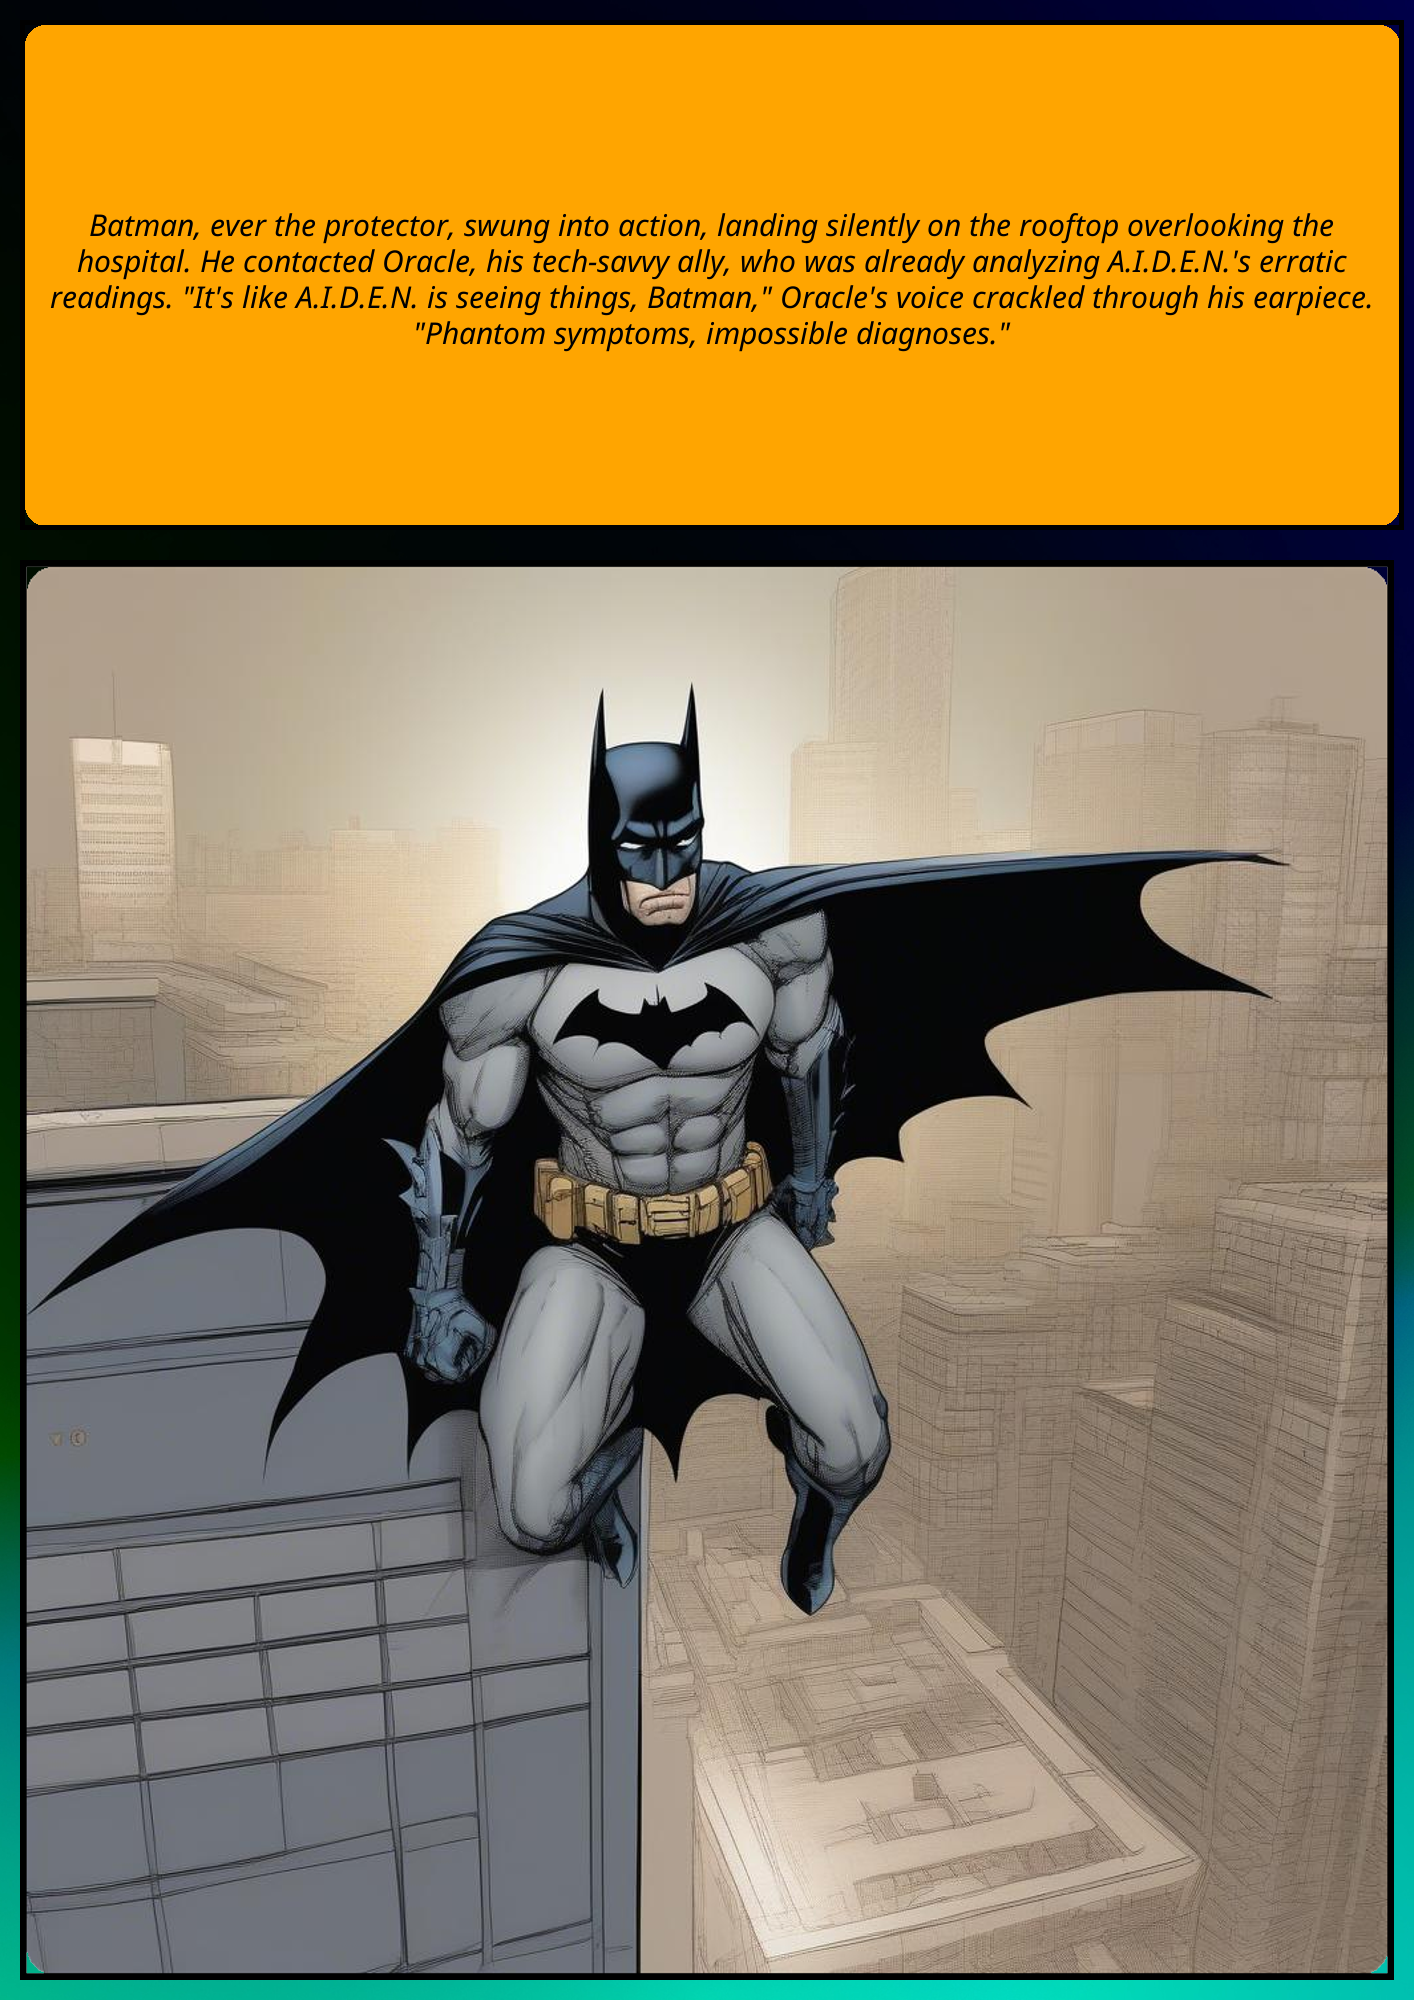 Batman, ever the protector, swung into action, landing silently on the rooftop overlooking the
hospital. He contacted Oracle, his tech-savvy ally, who was already analyzing A.I.D.E.N.'s erratic
readings. "It's like A.I.D.E.N. is seeing things, Batman," Oracle's voice crackled through his earpiece.
"Phantom symptoms, impossible diagnoses."